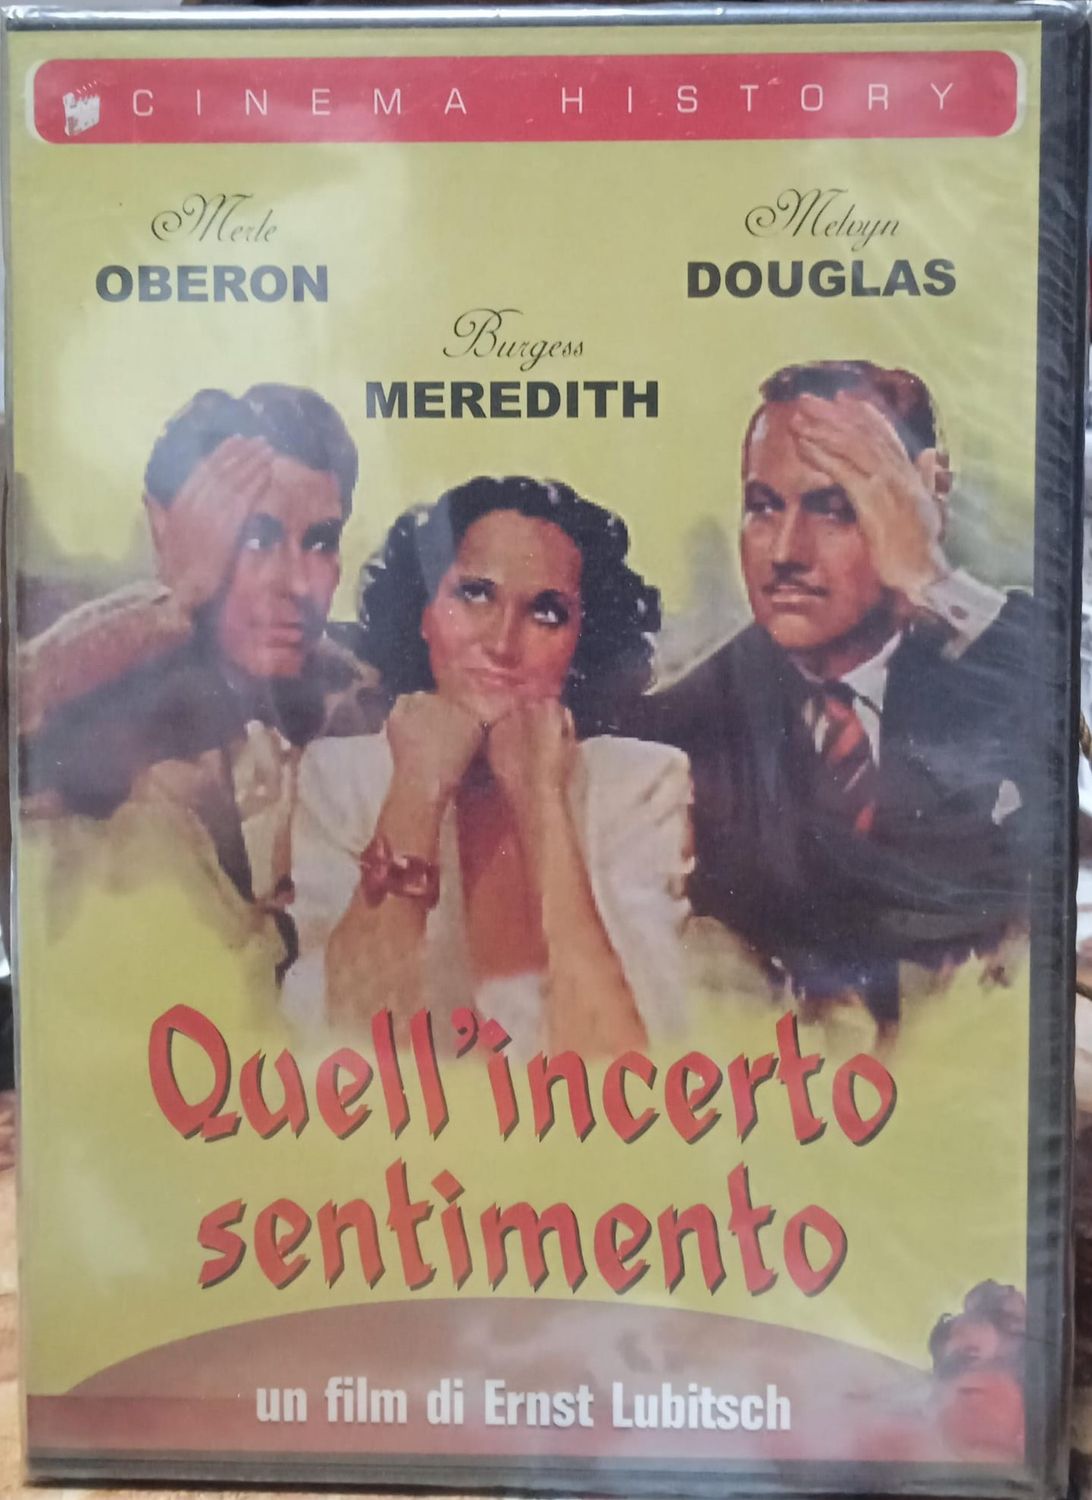 CINEMA HISTORY
Merle
OBERON
Melvyn
DOUGLAS
Burgess
MEREDITH
Quell'incerto
sentimento
un film di Ernst Lubitsch